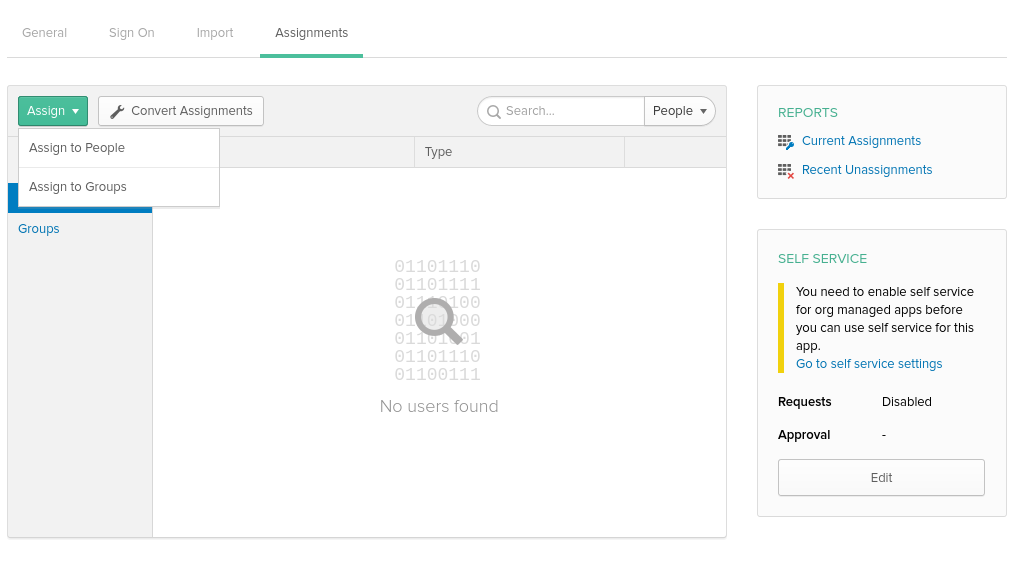 General
Sign On
Import
Assignments
Assign
Convert Assignments
Search...
People
Assign to People
Assign to Groups
Type
Groups
01101110
01101111
01110100
01101000
01101001
01101110
01100111
No users found
REPORTS
Current Assignments
Recent Unassignments
SELF SERVICE
You need to enable self service
for org managed apps before
you can use self service for this
app.
Go to self service settings
Requests Disabled
Approval -
Edit